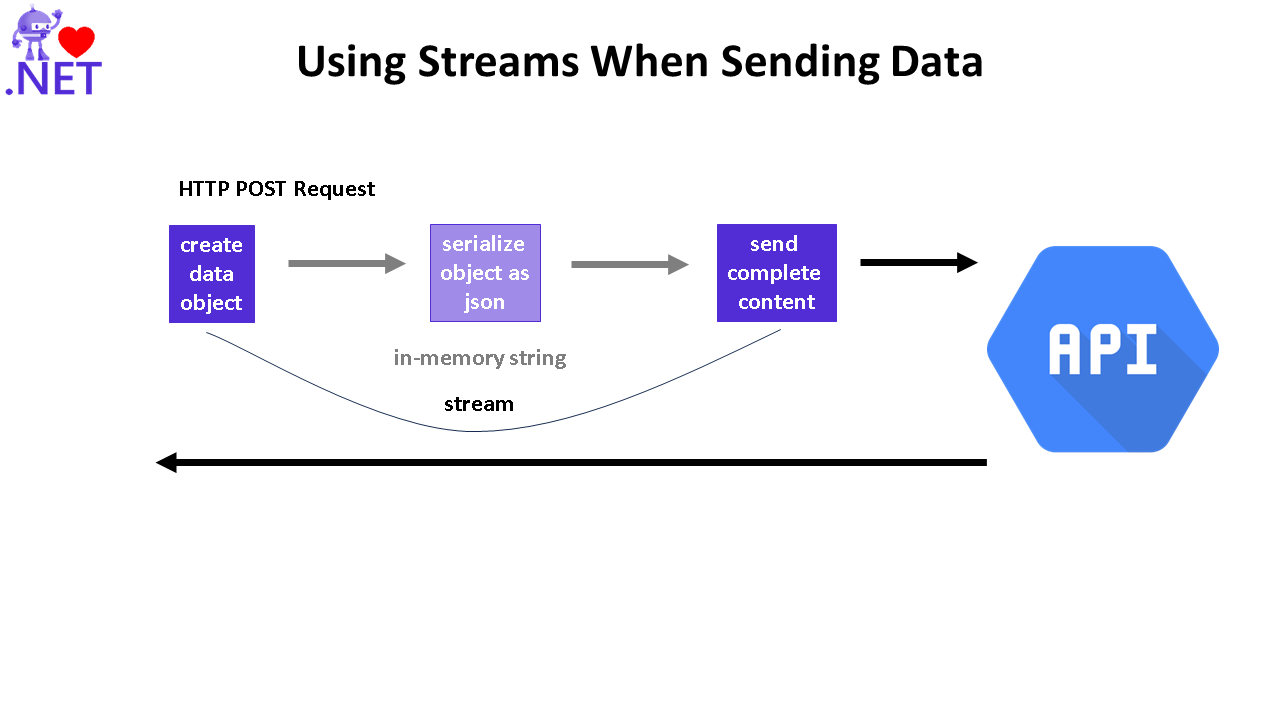 .NET
Using Streams When Sending Data
HTTP POST Request
create
data
object
serialize
object as
json
send
complete
content
API
in-memory string
stream